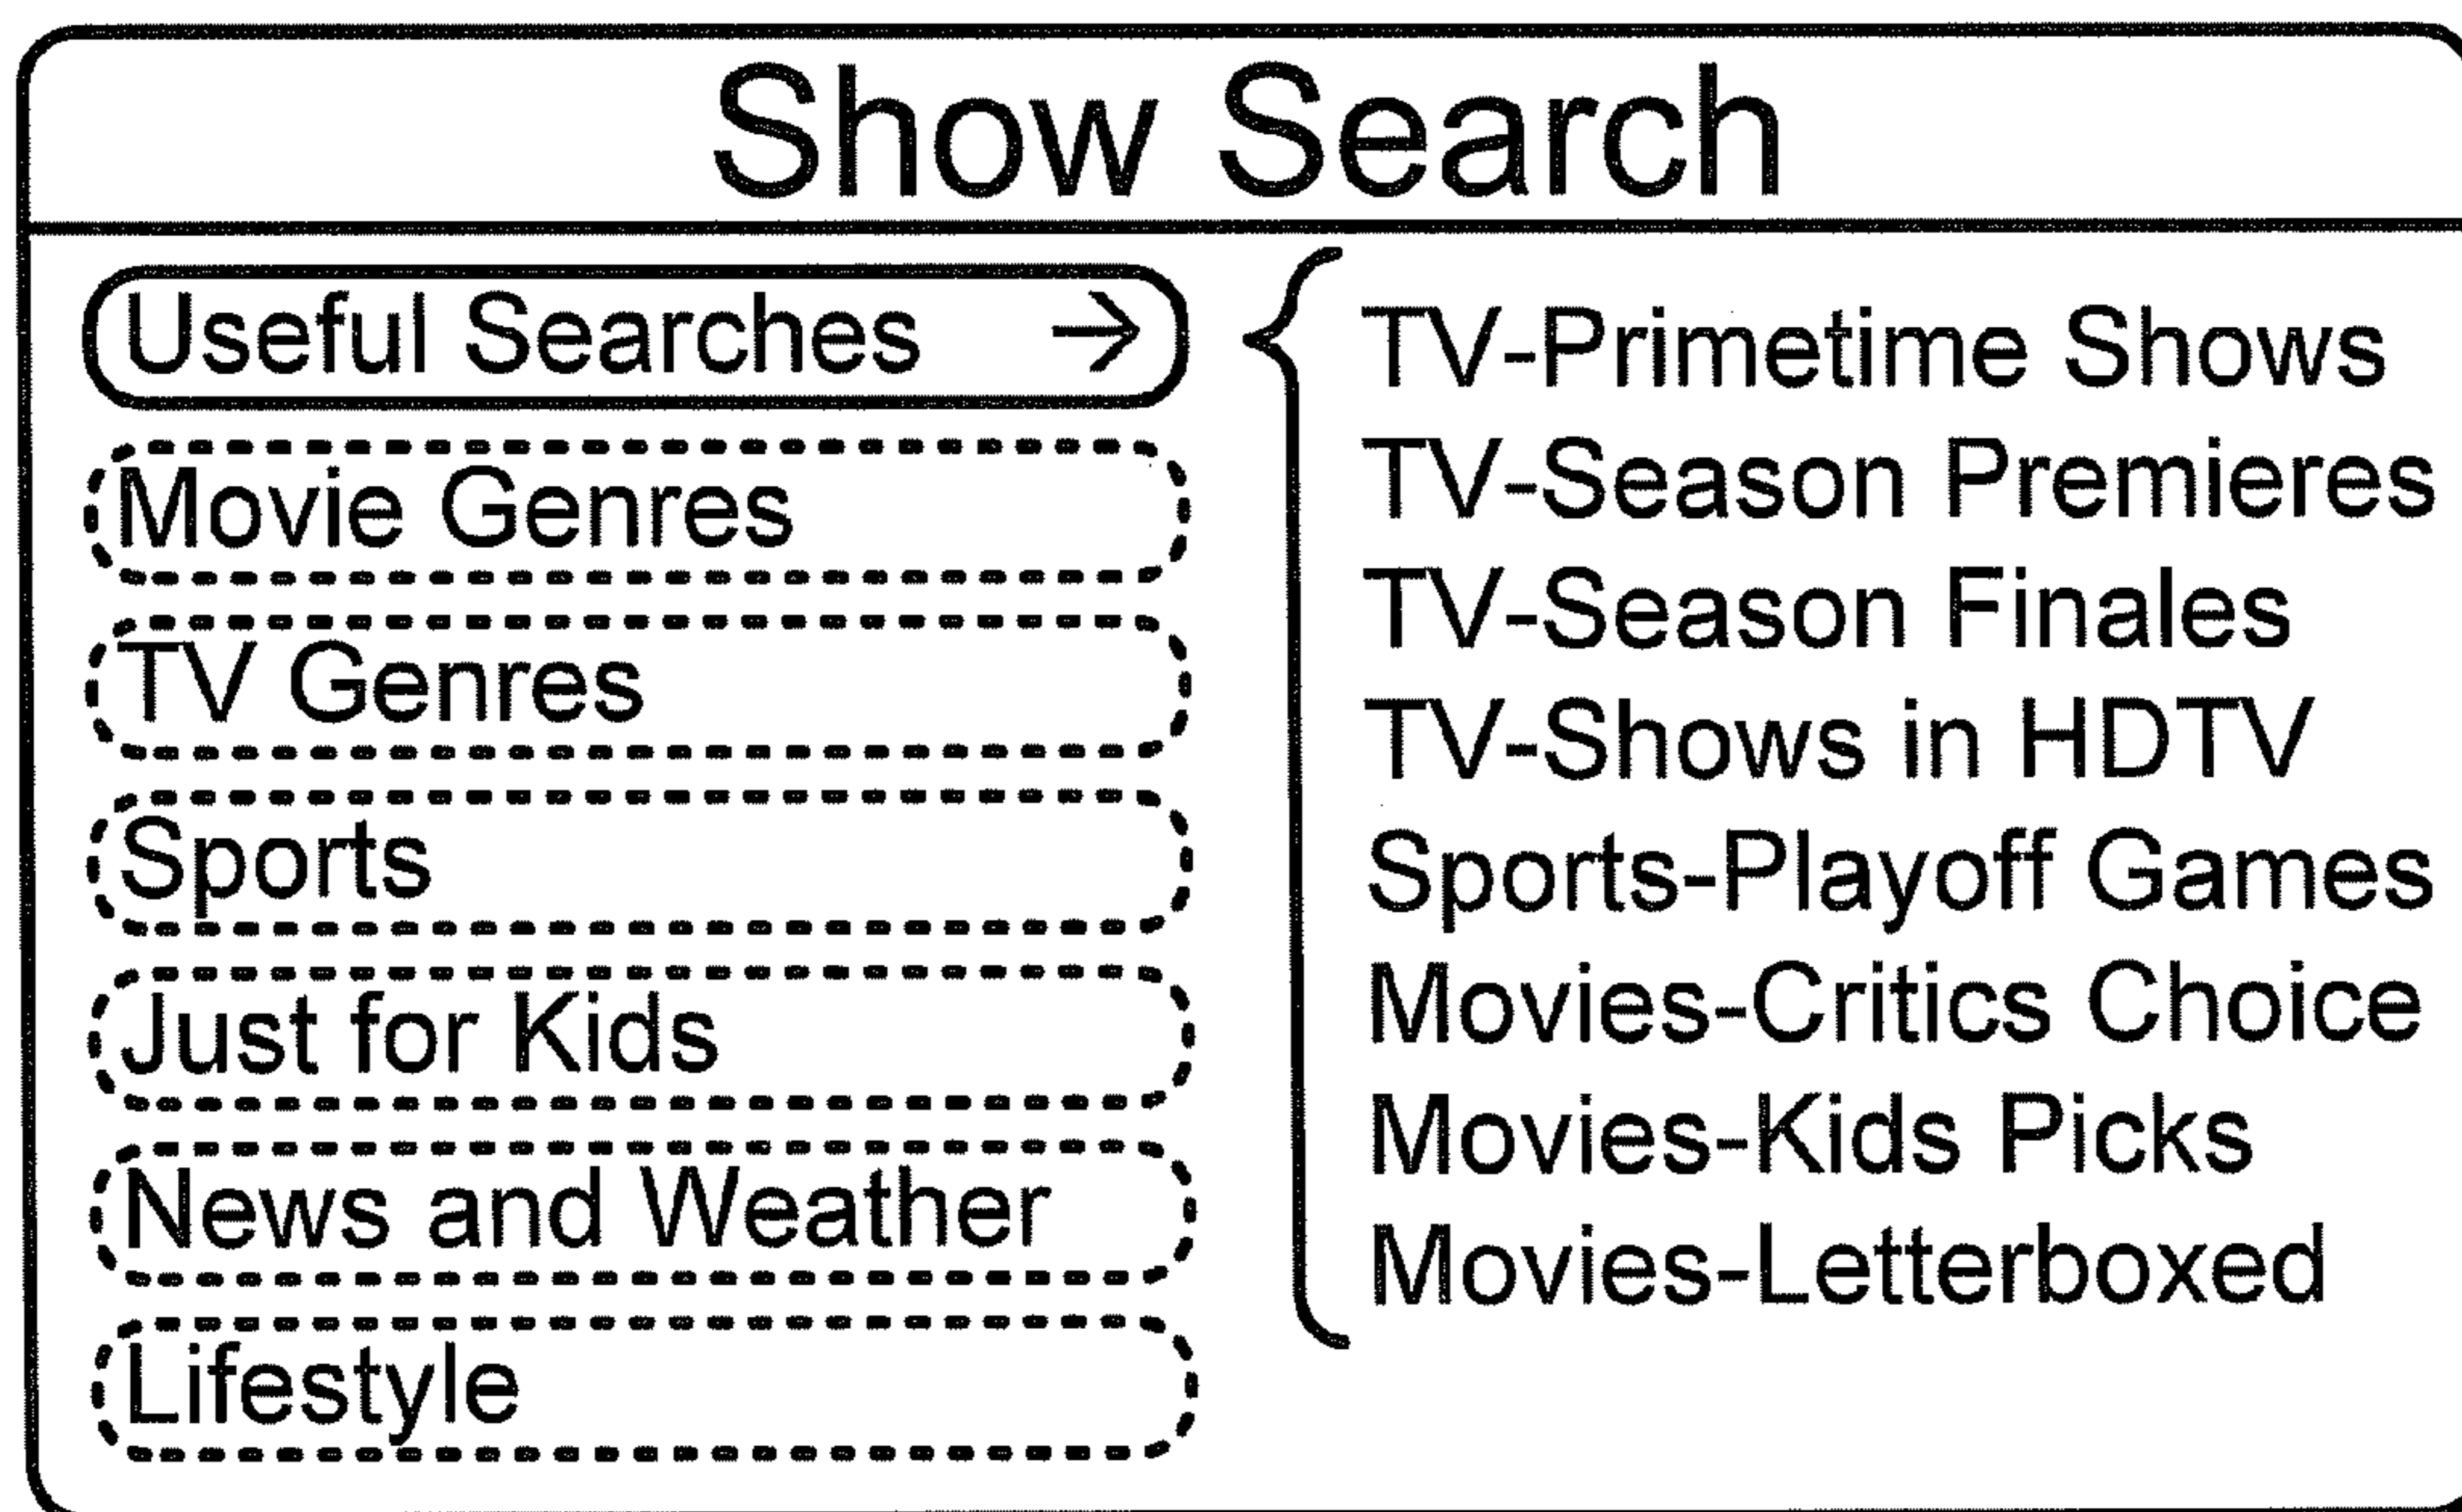 Show Search
Useful Searches →
Movie Genres
TV Genres
Sports
Just for Kids
News and Weather
Lifestyle
TV-Primetime Shows
TV-Season Premieres
TV-Season Finales
TV-Shows in HDTV
Sports-Playoff Games
Movies-Critics Choice
Movies-Kids Picks
Movies-Letterboxed